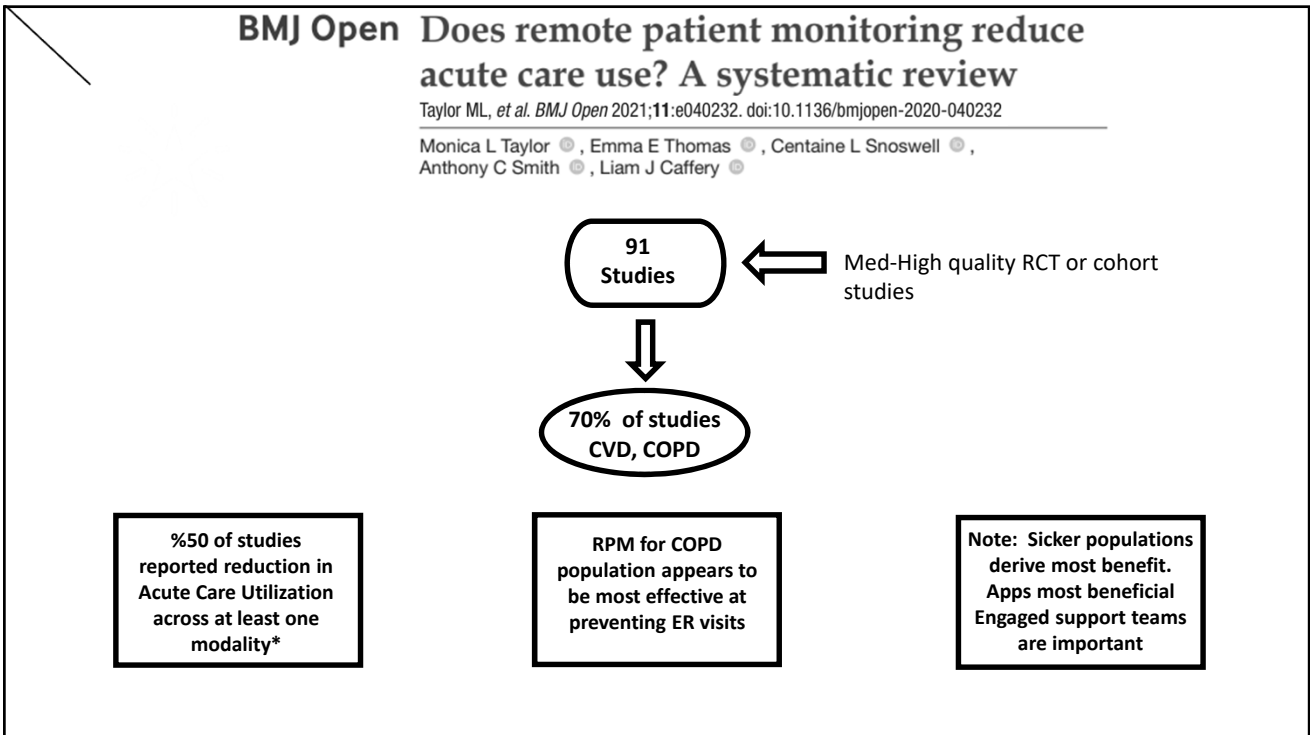 BMJ Open Does remote patient monitoring reduce
acute care use? A systematic review
Taylor ML, et al. BMJ Open 2021;11:e040232. doi:10.1136/bmjopen-2020-040232
Monica L Taylor , Emma E Thomas , Centaine L Snoswell ,
Anthony C Smith , Liam J Caffery
91
Studies
Med-High quality RCT or cohort
studies
70% of studies
CVD, COPD
%50 of studies
reported reduction in
Acute Care Utilization
across at least one
modality*
RPM for COPD
population appears to
be most effective at
preventing ER visits
Note: Sicker populations
derive most benefit.
Apps most beneficial
Engaged support teams
are important